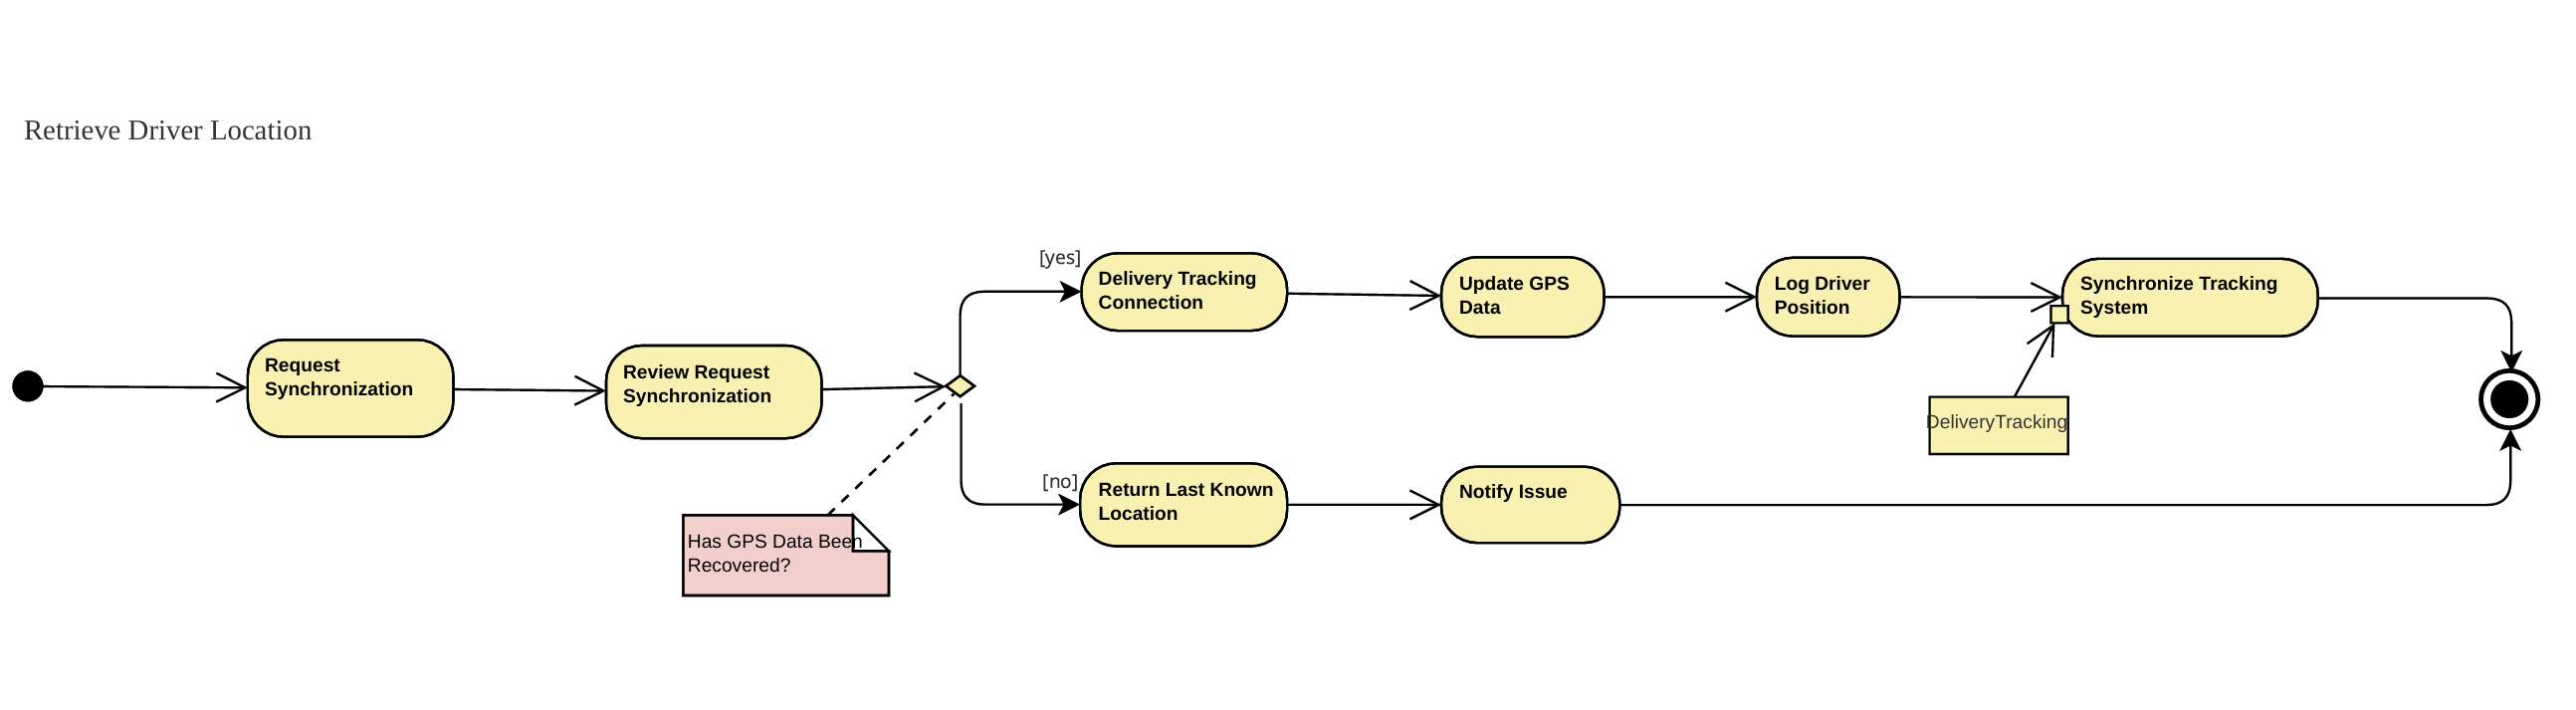 Retrieve Driver Location
Request
Synchronization
Review Request
Synchronization
Has GPS Data Been
Recovered?
[yes]
Delivery Tracking
Connection
Update GPS
Data
Log Driver
Position
Synchronize Tracking
System
DeliveryTracking
[no]
Return Last Known
Location
Notify Issue